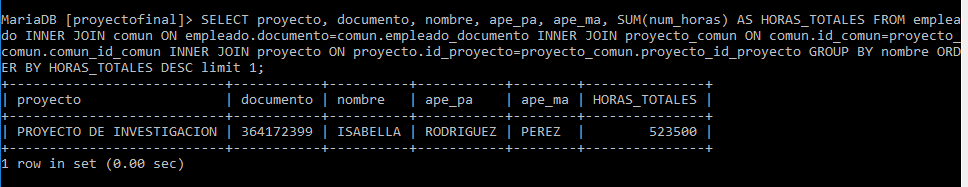 MariaDB [proyectofinal]> SELECT proyecto, documento, nombre, ape_pa, ape_ma, SUM(num_horas) AS HORAS_TOTALES FROM emplea
do INNER JOIN comun ON empleado.documento=comun.empleado_documento INNER JOIN proyecto_comun ON comun.id_comun=proyecto_
comun.comun_id_comun INNER JOIN proyecto ON proyecto.id_proyecto=proyecto_comun.proyecto_id_proyecto GROUP BY nombre ORD
ER BY HORAS_TOTALES DESC limit 1;
+---------------------------+-----------+----------+-----------+--------+---------------+
| proyecto                  | documento | nombre   | ape_pa    | ape_ma | HORAS_TOTALES |
+---------------------------+-----------+----------+-----------+--------+---------------+
| PROYECTO DE INVESTIGACION | 364172399 | ISABELLA | RODRIGUEZ | PEREZ  |        523500 |
+---------------------------+-----------+----------+-----------+--------+---------------+
1 row in set (0.00 sec)